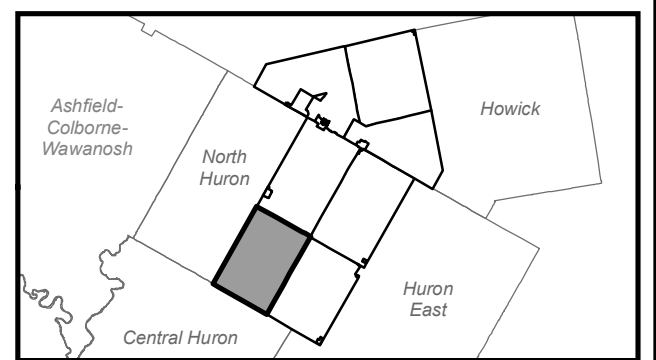 Ashfield-
Colborne-
Wawanosh
North
Huron
Howick
Huron
East
Central Huron